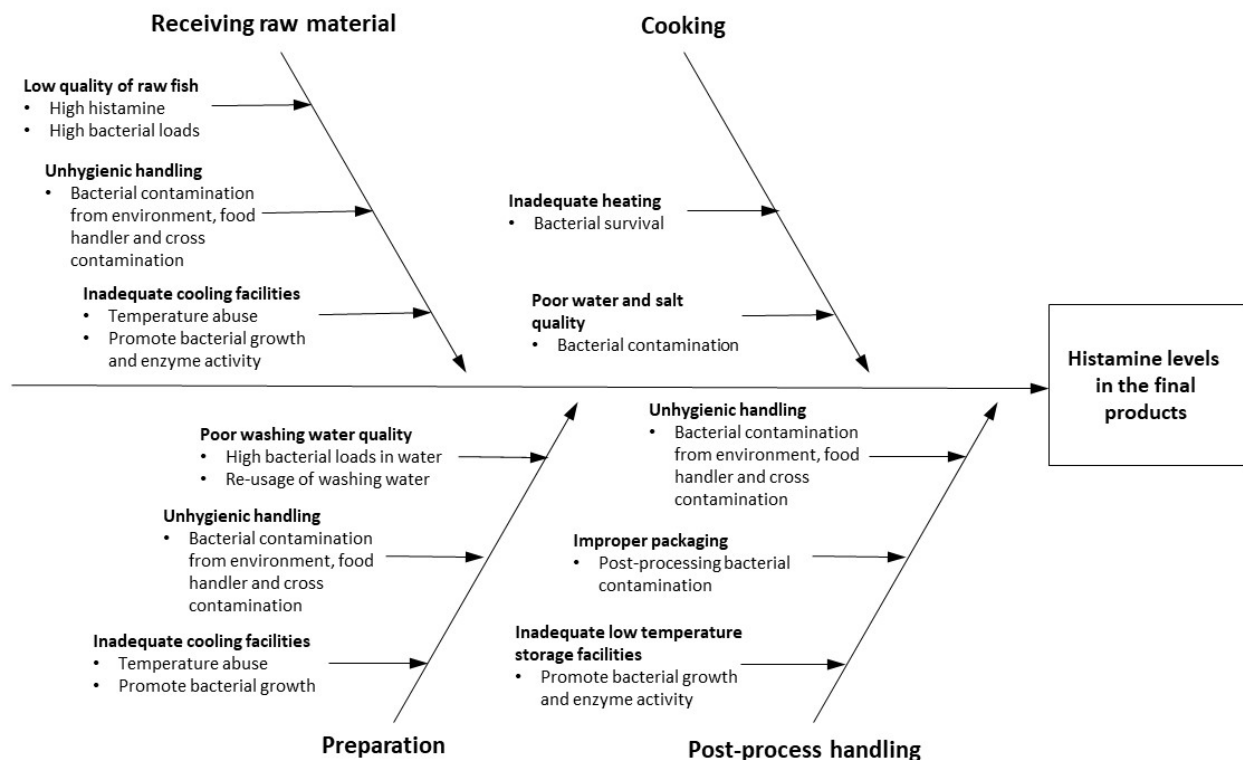 Receiving raw material
Low quality of raw fish
• High histamine
• High bacterial loads
Unhygienic handling
• Bacterial contamination
from environment, food
handler and cross
contamination
Inadequate cooling facilities
• Temperature abuse
• Promote bacterial growth
and enzyme activity
Cooking
Inadequate heating
• Bacterial survival
Poor water and salt
quality
• Bacterial contamination
Histamine levels
in the final
products
Poor washing water quality
• High bacterial loads in water
• Re-usage of washing water
Unhygienic handling
• Bacterial contamination
from environment, food
handler and cross
contamination
Inadequate cooling facilities
• Temperature abuse
• Promote bacterial growth
Preparation
Unhygienic handling
• Bacterial contamination
from environment, food
handler and cross
contamination
Improper packaging
• Post-processing bacterial
contamination
Inadequate low temperature
storage facilities
• Promote bacterial growth
and enzyme activity
Post-process handling